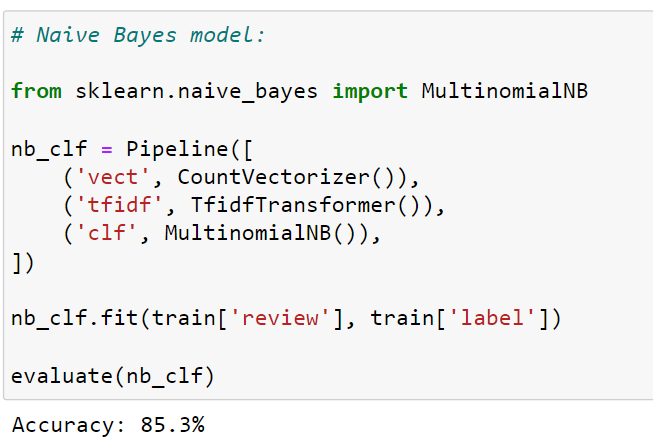 # Naive Bayes model:
from sklearn.naive_bayes import MultinomialNB
nb_clf = Pipeline([
    ('vect', CountVectorizer()),
    ('tfidf', TfidfTransformer()),
    ('clf', MultinomialNB()),
])
nb_clf.fit(train['review'], train['label'])
evaluate(nb_clf)
Accuracy: 85.3%